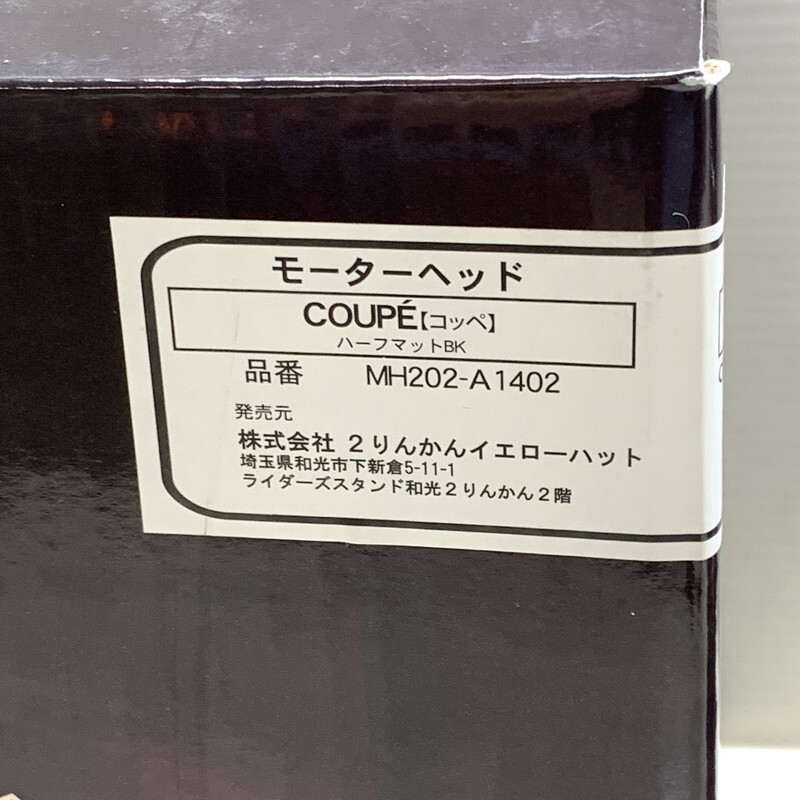 モーターヘッド
COUPÉ【コッペ】
ハーフマットBK
品番 MH202-A1402
発売元
株式会社 2りんかんイエローハット
埼玉県和光市下新倉5-11-1
ライダーズスタンド和光2りんかん2階